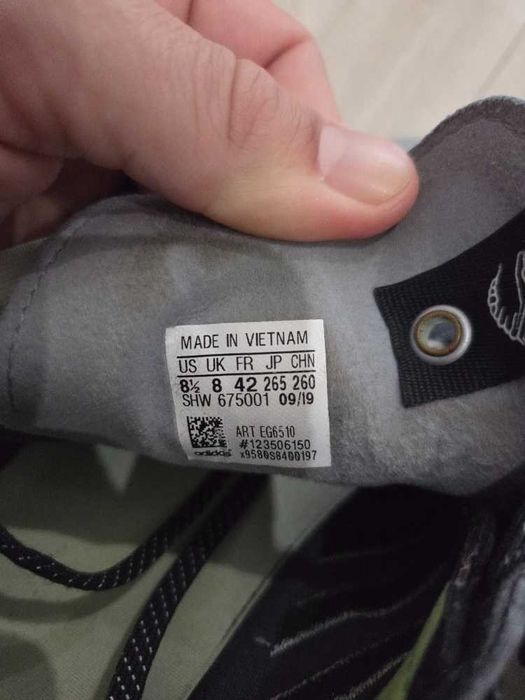 MADE IN VIETNAM
US UK FR JP CHN
8½ 8 42 265 260
SHW 675001 09/19
ART EG6510
#123506150
adidas x9580S8400197